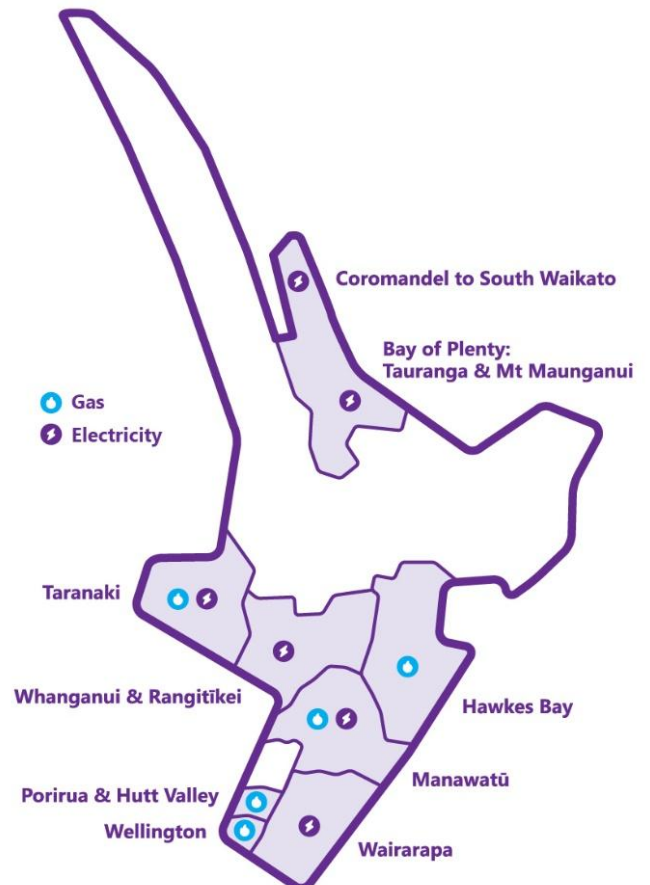 Coromandel to South Waikato
Bay of Plenty:
Tauranga & Mt Maunganui
Gas
Electricity
Taranaki
Whanganui & Rangitīkei
Hawkes Bay
Manawatū
Porirua & Hutt Valley
Wellington
Wairarapa